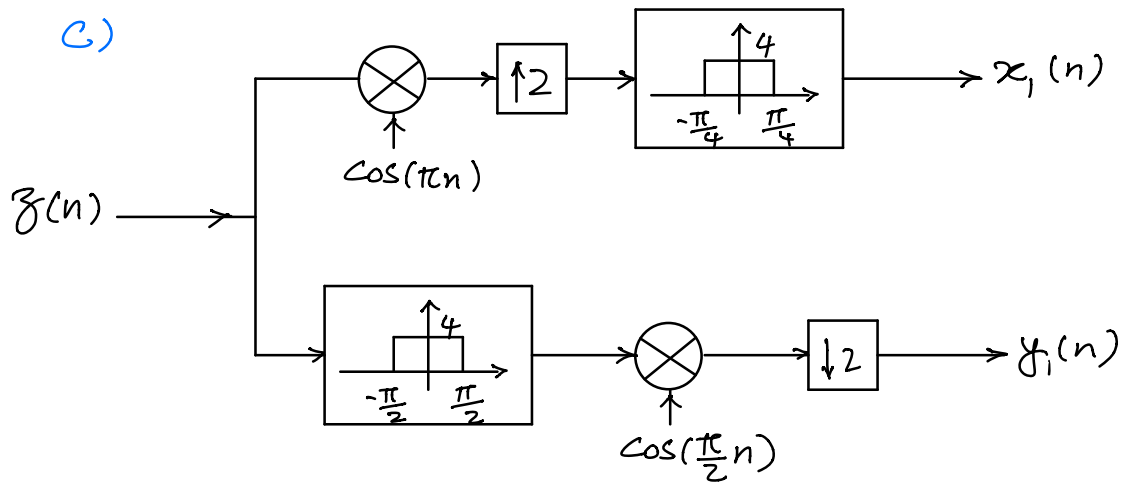 C)
4
-π/4 π/4
↑2
x₁(n)
cos(πn)
z(n)
4
-π/2 π/2
↓2
y₁(n)
cos(π/2 n)